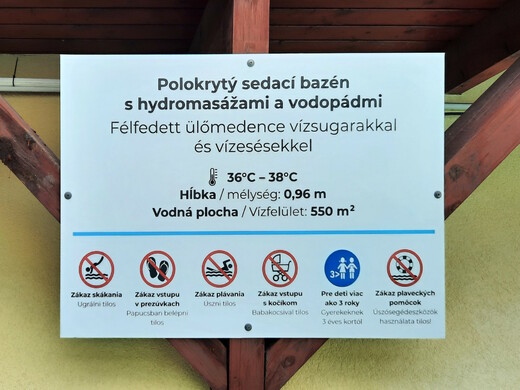 Polokrytý sedací bazén
s hydromasážami a vodopádmi
Félfedett ülőmedence vízsugarakkal
és vízesésekkel
36°C – 38°C
Hĺbka / mélység: 0,96 m
Vodná plocha / Vízfelület: 550 m²
Zákaz skákania
Ugrálni tilos
Zákaz vstupu
v prezúvkach
Papucsban belépni
tilos
Zákaz plávania
Úszni tilos
Zákaz vstupu
s kočíkom
Babakocsival tilos
3>
Pre deti viac
ako 3 roky
Gyerekeknek
3 éves kortól
Zákaz plaveckých
pomôcok
Úszósegédeszközök
használata tilos!